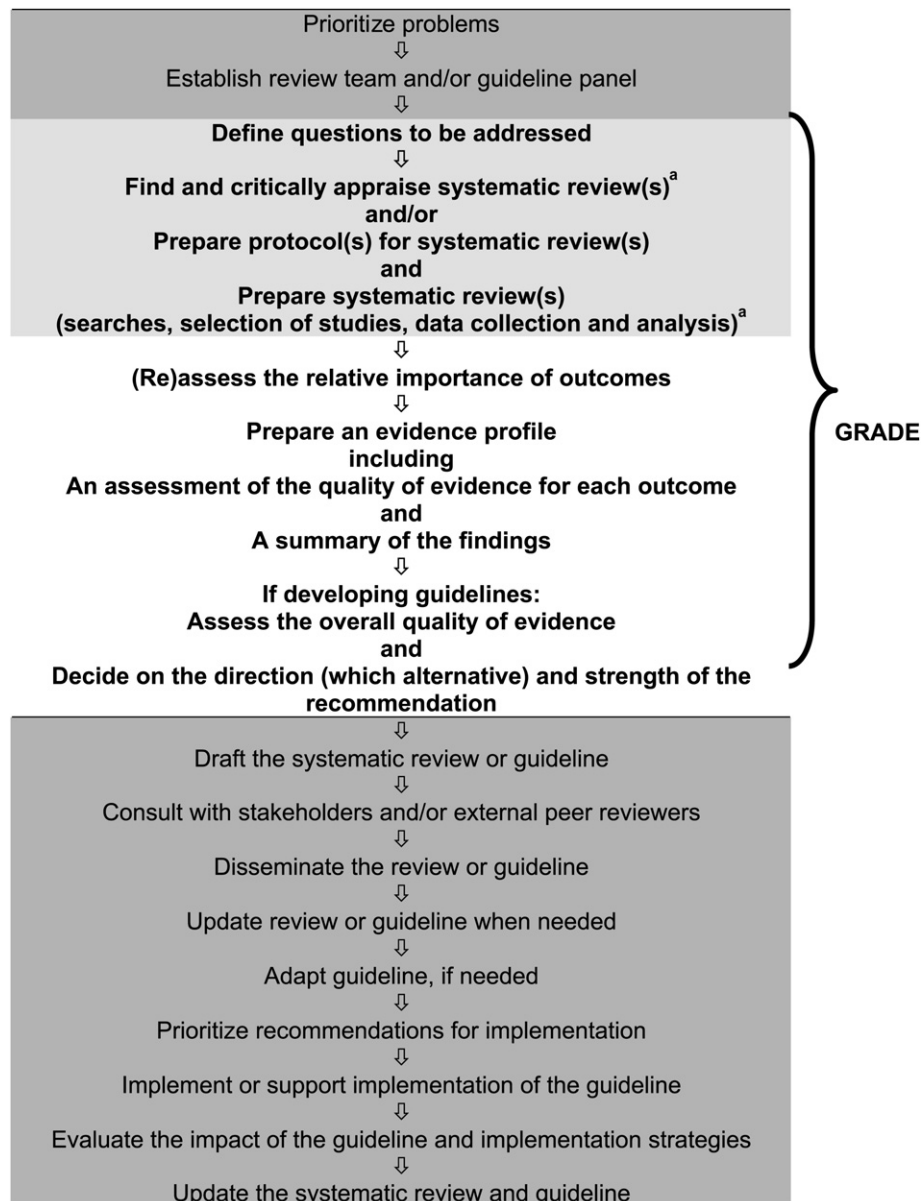 Prioritize problems
⇩
Establish review team and/or guideline panel
⇩
Define questions to be addressed
⇩
Find and critically appraise systematic review(s)ᵃ
and/or
Prepare protocol(s) for systematic review(s)
and
Prepare systematic review(s)
(searches, selection of studies, data collection and analysis)ᵃ
⇩
(Re)assess the relative importance of outcomes
⇩
Prepare an evidence profile
including
GRADE
An assessment of the quality of evidence for each outcome
and
A summary of the findings
⇩
If developing guidelines:
Assess the overall quality of evidence
and
Decide on the direction (which alternative) and strength of the
recommendation
⇩
Draft the systematic review or guideline
⇩
Consult with stakeholders and/or external peer reviewers
⇩
Disseminate the review or guideline
⇩
Update review or guideline when needed
⇩
Adapt guideline, if needed
⇩
Prioritize recommendations for implementation
⇩
Implement or support implementation of the guideline
⇩
Evaluate the impact of the guideline and implementation strategies
⇩
Update the systematic review and guideline